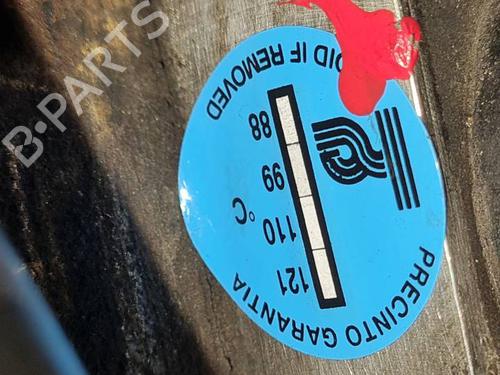 PRECINTO GARANTIA
°C
88 99 110 121
VOID IF REMOVED
B-PARTS